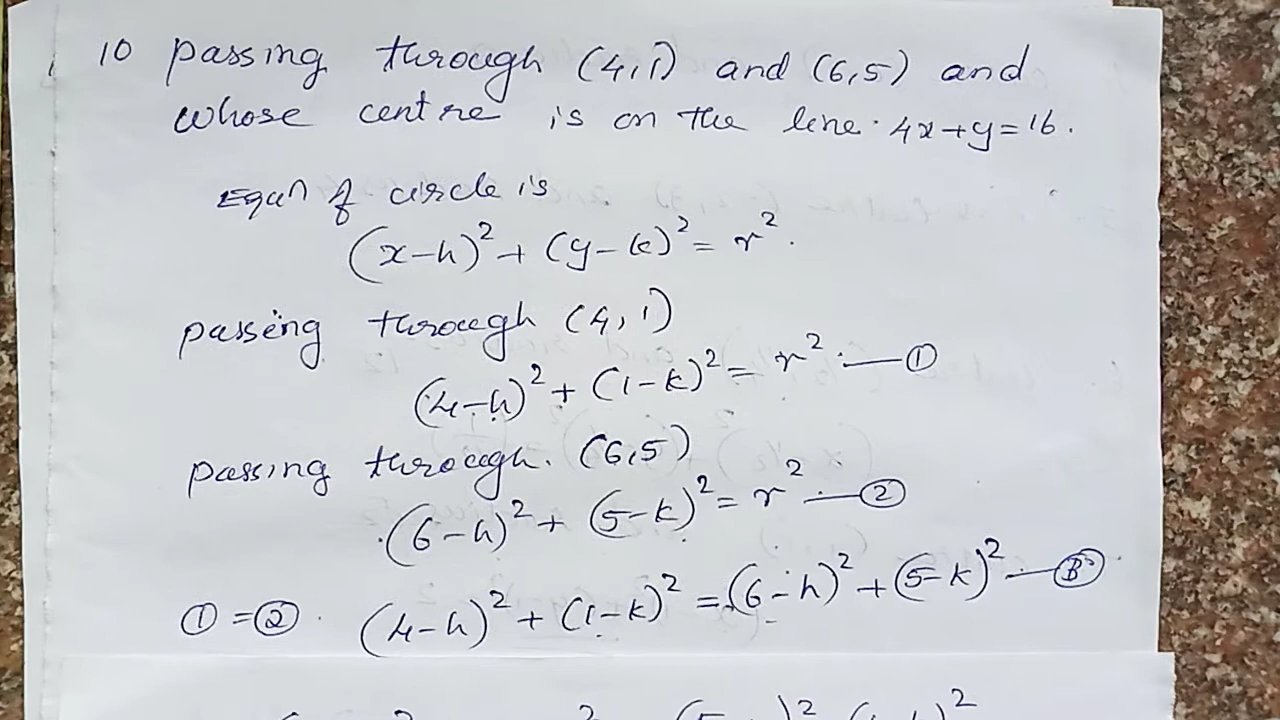 10 passing through (4,1) and (6,5) and
whose centre is on the line 4x+y=16.
Equn of circle is
(x-h)²+(y-k)²=r².
passing through (4,1)
(4-h)²+(1-k)²=r².—①
passing through. (6,5)
(6-h)²+(5-k)²=r².—②
①=②. (4-h)²+(1-k)²=(6-h)²+(5-k)²—③